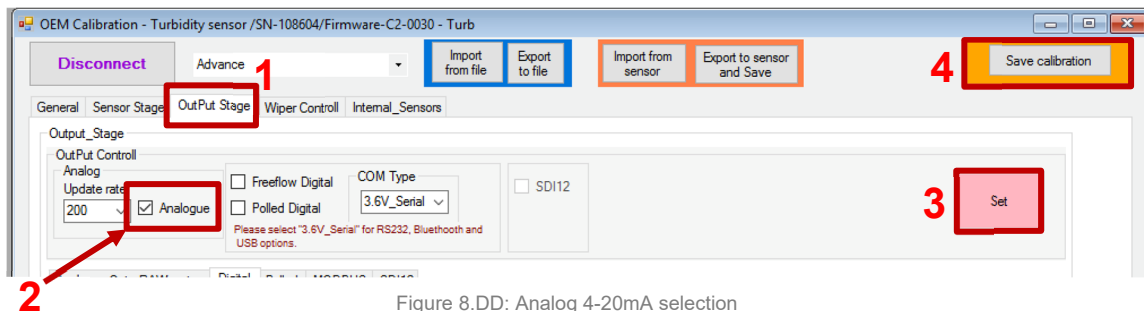 OEM Calibration - Turbidity sensor /SN-108604/Firmware-C2-0030 - Turb
Disconnect
Advance
1
Import from file
Export to file
Import from sensor
Export to sensor and Save
4
Save calibration
General Sensor Stage OutPut Stage Wiper Controll Internal_Sensors
Output_Stage
OutPut Controll
Analog
Update rate
200
Analogue
Freeflow Digital
Polled Digital
COM Type
3.6V_Serial
Please select "3.6V_Serial" for RS232, Bluethooth and
USB options.
SDI12
3
Set
2
Digital
Figure 8.DD: Analog 4-20mA selection